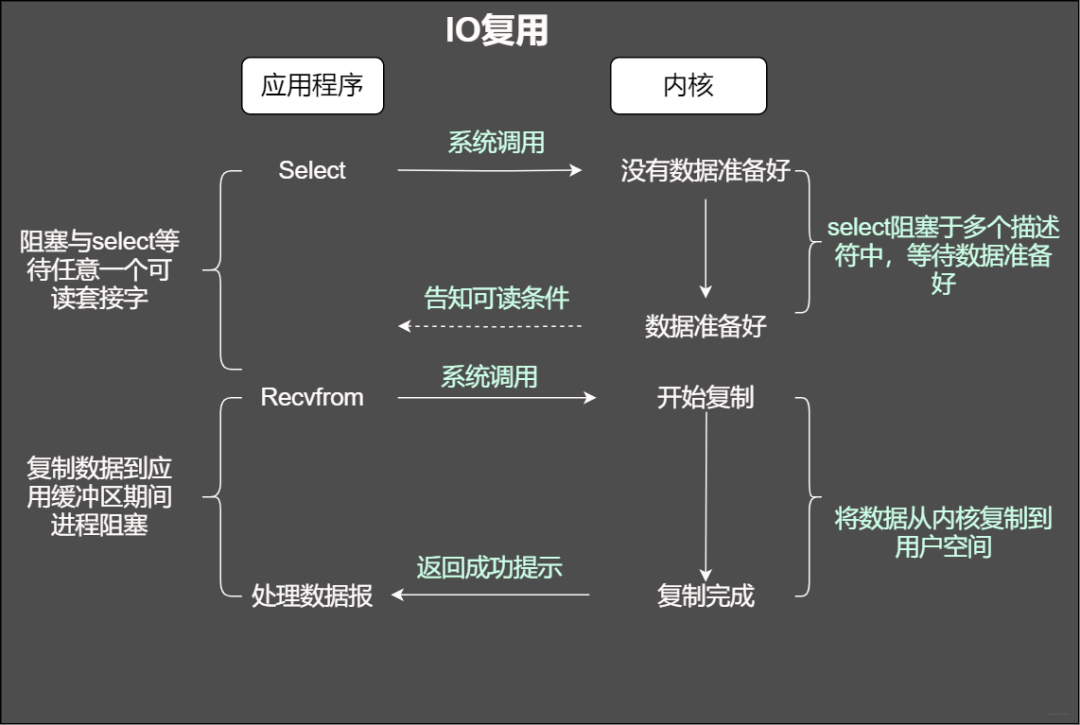 IO复用
应用程序
内核
系统调用
Select
没有数据准备好
阻塞与select等
待任意一个可
读套接字
select阻塞于多个描述
符中，等待数据准备
好
告知可读条件
数据准备好
系统调用
Recvfrom
开始复制
复制数据到应
用缓冲区期间
进程阻塞
将数据从内核复制到
用户空间
返回成功提示
处理数据报
复制完成